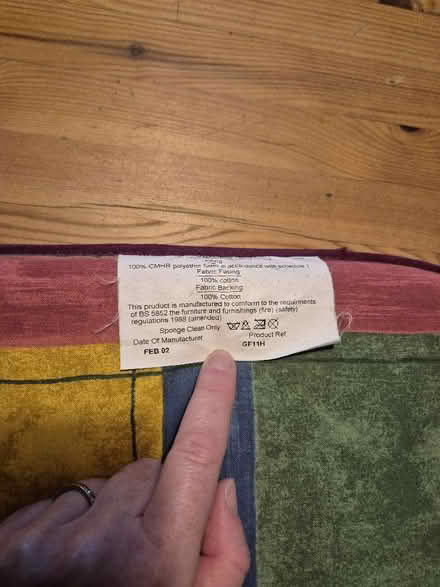 100% CMHR polyether foam in accordance with schedule 1
Fabric Facing
100% cotton
Fabric Backing
100% Cotton
This product is manufactured to comform to the requirements
of BS 5852 the furniture and furnishings (fire) (safety)
regulations 1988 (amended)
Sponge Clean Only
Date Of Manufacturer Product Ref
FEB 02 GF11H